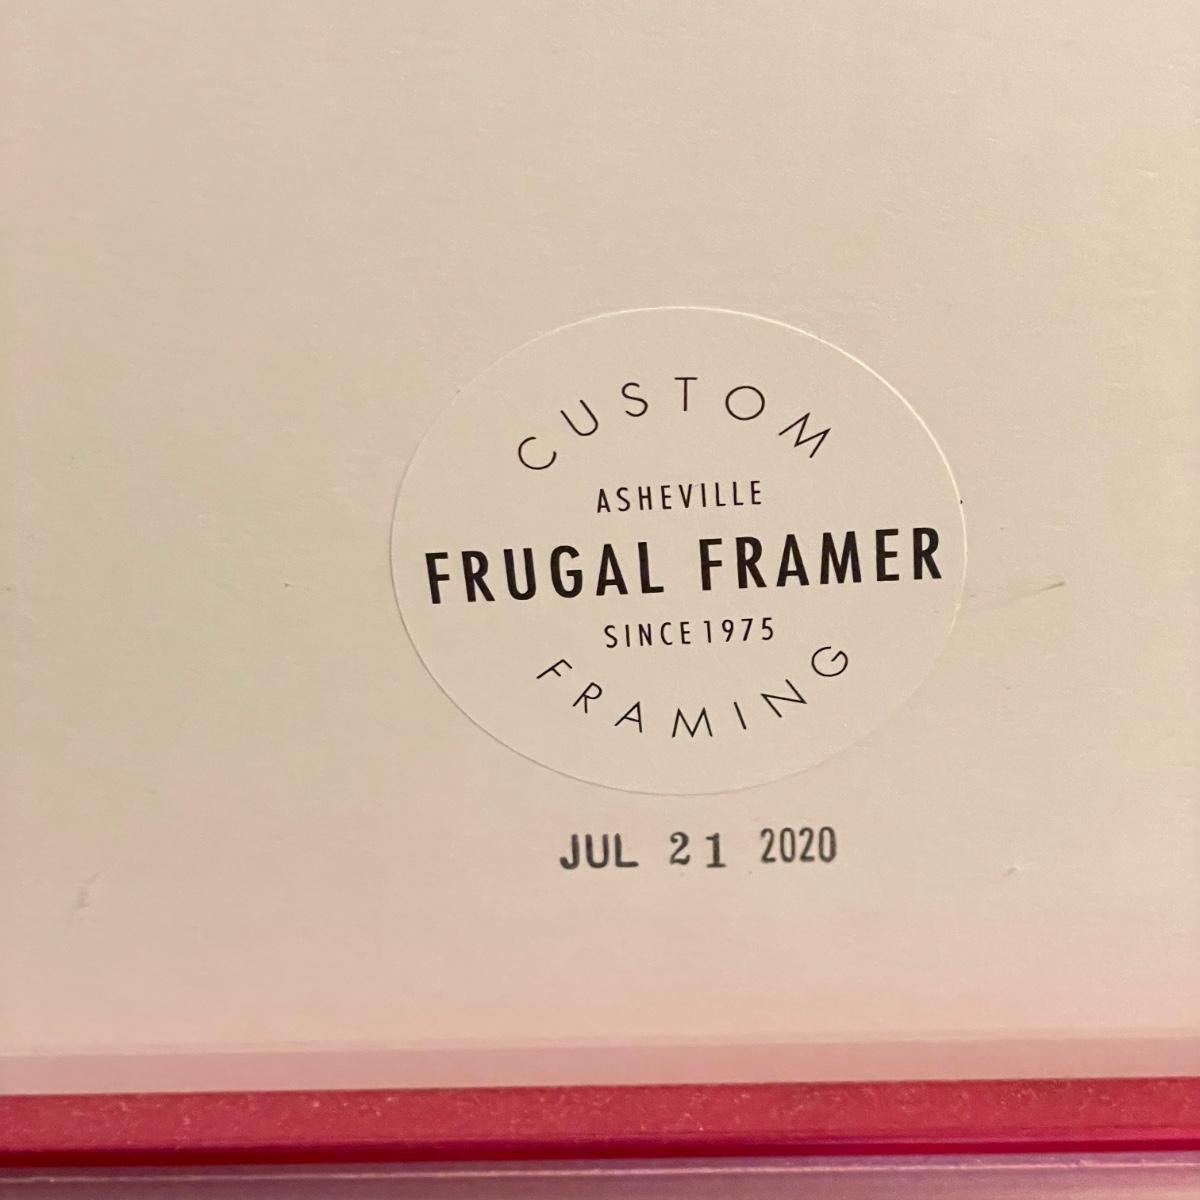 CUSTOM
ASHEVILLE
FRUGAL FRAMER
SINCE 1975
FRAMING
JUL 21 2020